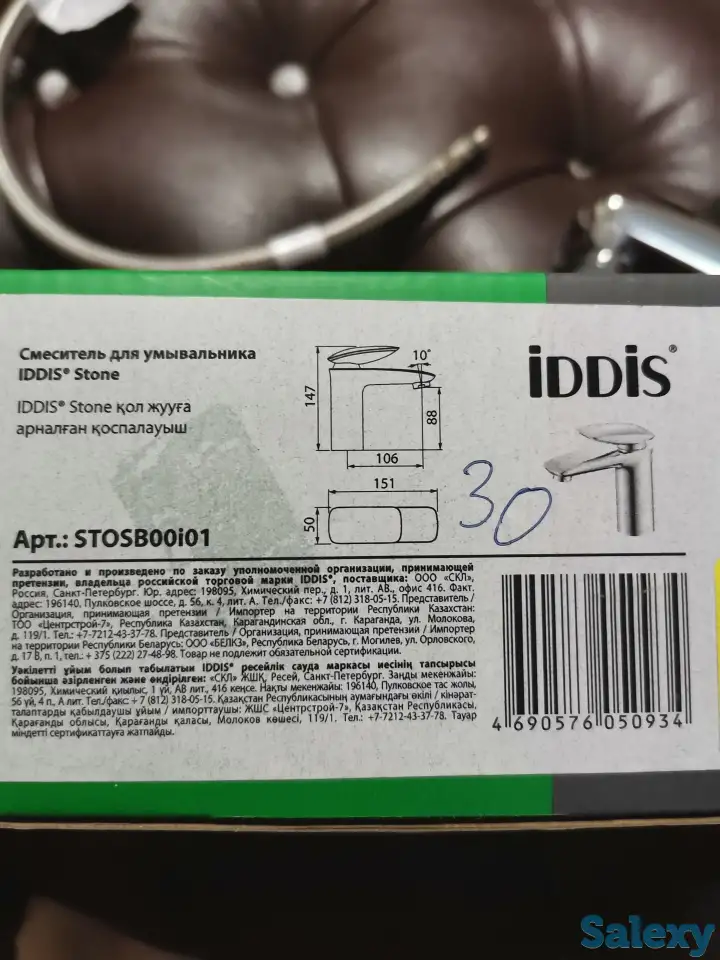 Смеситель для умывальника
IDDIS® Stone
IDDIS® Stone қол жууға
арналған қоспалауыш
Арт.: STOSB00i01
147
10°
88
106
151
50
iDDiS®
30
Разработано и произведено по заказу уполномоченной организации, принимающей
претензии, владельца российской торговой марки IDDIS®, поставщика: ООО «СКЛ»,
Россия, Санкт-Петербург. Юр. адрес: 198095, Химический пер., д. 1, лит. АВ., офис 416. Факт.
адрес: 196140, Пулковское шоссе, д. 56, к. 4, лит. А. Тел./факс: +7 (812) 318-05-15. Представитель /
Организация, принимающая претензии / Импортер на территории Республики Казахстан:
ТОО «Центрстрой-7», Республика Казахстан, Карагандинская обл., г. Караганда, ул. Молокова,
д. 119/1. Тел.: +7-7212-43-37-78. Представитель / Организация, принимающая претензии / Импортер
на территории Республики Беларусь: ООО «БЕЛКЗ», Республика Беларусь, г. Могилев, ул. Орловского,
д. 17 В, п. 1, тел.: + 375 (222) 27-48-98. Товар не подлежит обязательной сертификации.
Уәкілетті ұйым болып табылатын IDDIS® ресейлік сауда маркасы иесінің тапсырысы
бойынша әзірленген және өндірілген: «СКЛ» ЖШҚ, Ресей, Санкт-Петербург. Заңды мекенжайы:
198095, Химический қиылыс, 1 үй, АВ лит., 416 кеңсе. Нақты мекенжайы: 196140, Пулковское тас жолы,
56 үй, 4 п., А лит. Тел./факс: + 7 (812) 318-05-15. Қазақстан Республикасының аумағындағы өкілі / кінәрат-
талаптарды қабылдаушы ұйым / импорттаушы: ЖШС «Центрстрой-7», Қазақстан Республикасы,
Қарағанды облысы, Қарағанды қаласы, Молоков көшесі, 119/1. Тел.: +7-7212-43-37-78. Тауар
міндетті сертификаттауға жатпайды.
4 690576 050934
Salexy